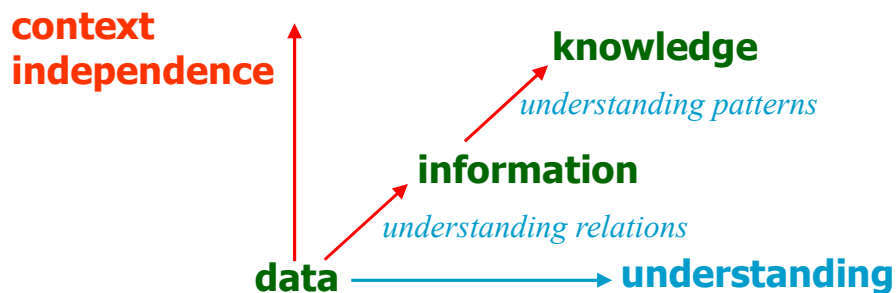 context
independence
knowledge
understanding patterns
information
understanding relations
data
understanding